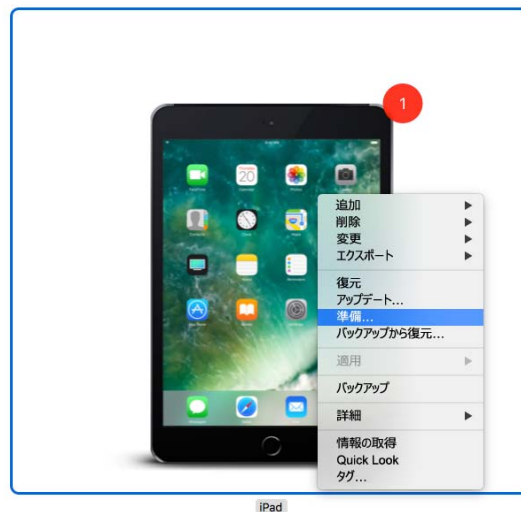 1
20
追加
削除
変更
エクスポート
復元
アップデート...
準備...
バックアップから復元...
適用
バックアップ
詳細
情報の取得
Quick Look
タグ...
iPad